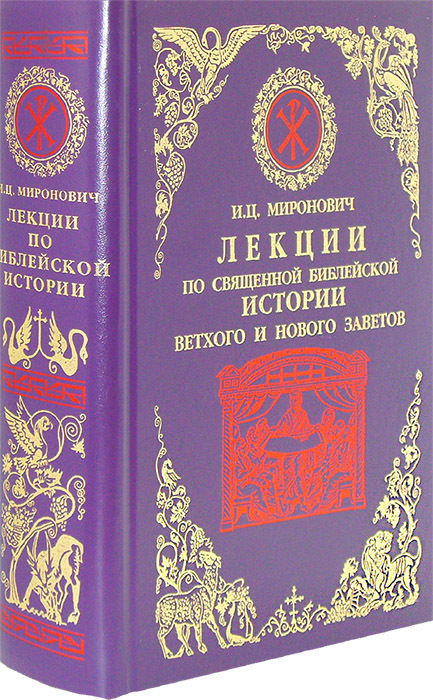 И.Ц. МИРОНОВИЧ
ЛЕКЦИИ
ПО
БИБЛЕЙСКОЙ
ИСТОРИИ
И.Ц. МИРОНОВИЧ
ЛЕКЦИИ
ПО СВЯЩЕННОЙ БИБЛЕЙСКОЙ
ИСТОРИИ
ВЕТХОГО И НОВОГО ЗАВЕТОВ